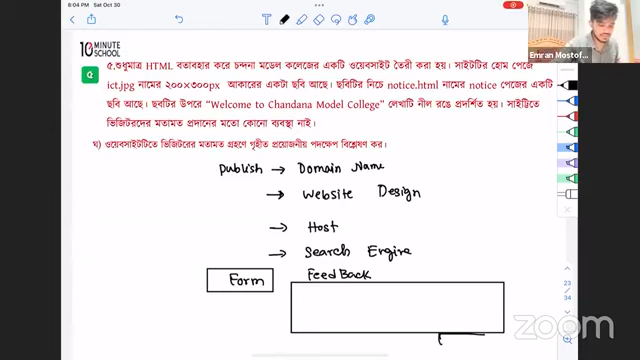 8:04 PM Sat Oct 30
10 MINUTE SCHOOL
Emran Mostof...
৫
৫. শুধুমাত্র HTML ব্যবহার করে চন্দনা মডেল কলেজের একটি ওয়েবসাইট তৈরী করা হয়। সাইটটির হোম পেজে
ict.jpg নামের ২০০×৩০০px আকারের একটা ছবি আছে। ছবিটির নিচে notice.html নামের notice পেজের একটি
ছবি আছে। ছবটির উপরে "Welcome to Chandana Model College" লেখাটি নীল রঙে প্রদর্শিত হয়। সাইট্টিতে
ভিজিটরদের মতামত প্রদানের মতো কোনো ব্যবস্থা নাই।
ঘ) ওয়েবসাইটটিতে ভিজিটরের মতামত গ্রহণে গৃহীত প্রয়োজনীয় পদক্ষেপ বিশ্লেষণ কর।
Publish → Domain Name
→ Website Design
→ Host
→ Search Engine
Form FeedBack
23
/
34
zoom